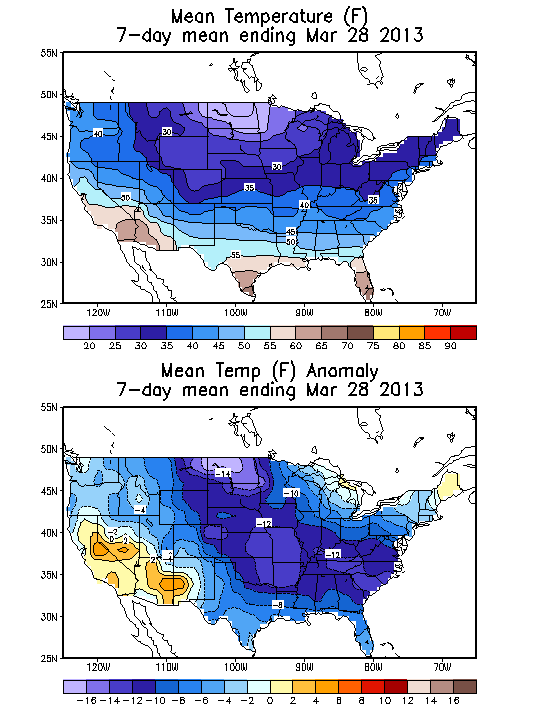 Mean Temperature (F)
7-day mean ending Mar 28 2013
55N
50N
45N
40N
35N
30N
25N
40
30
30
35
50
40
35
45
50
55
120W 110W 100W 90W 80W 70W
20 25 30 35 40 45 50 55 60 65 70 75 80 85 90
Mean Temp (F) Anomaly
7-day mean ending Mar 28 2013
55N
50N
45N
40N
35N
30N
25N
-14
-10
-4
-12
-2
0
-12
-8
120W 110W 100W 90W 80W 70W
-16 -14 -12 -10 -8 -6 -4 -2 0 2 4 6 8 10 12 14 16